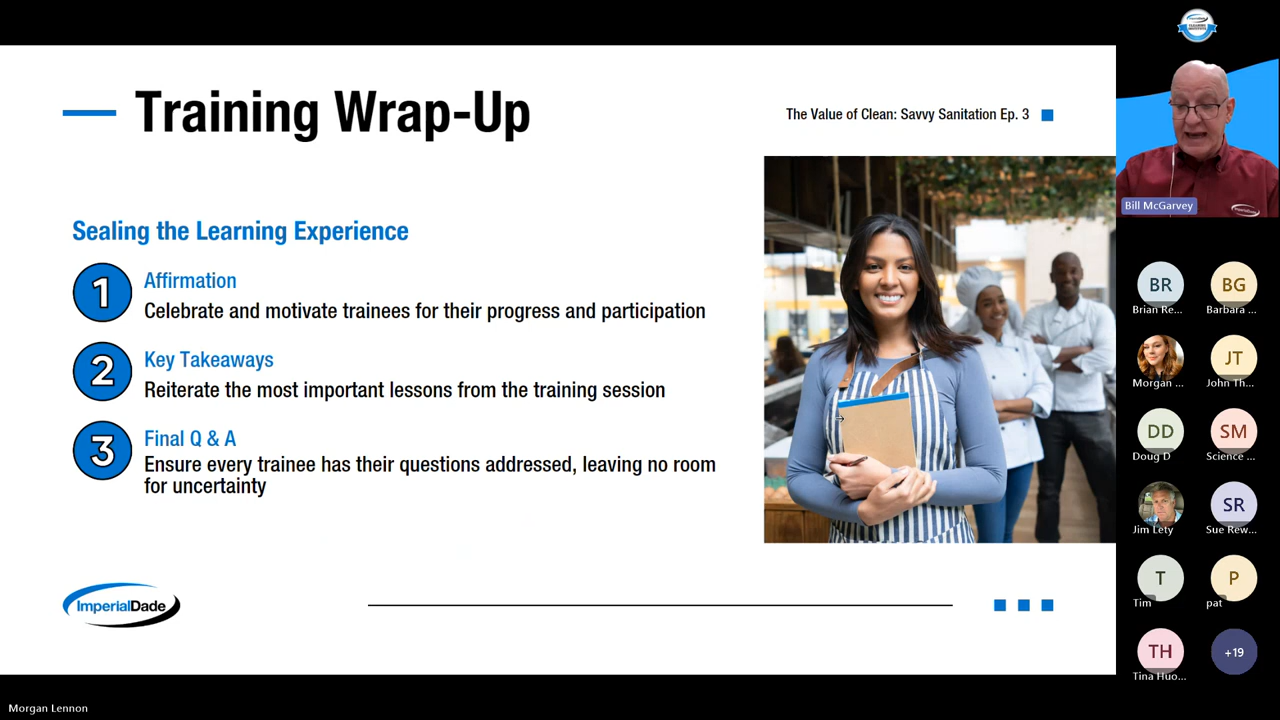 Training Wrap-Up
The Value of Clean: Savvy Sanitation Ep. 3
Sealing the Learning Experience
1
Affirmation
Celebrate and motivate trainees for their progress and participation
2
Key Takeaways
Reiterate the most important lessons from the training session
3
Final Q & A
Ensure every trainee has their questions addressed, leaving no room
for uncertainty
ImperialDade
Bill McGarvey
BR
Brian Re...
BG
Barbara ...
Morgan ...
JT
John Th...
DD
Doug D
SM
Science ...
Jim Lety
SR
Sue Rew...
T
Tim
P
pat
TH
Tina Huo...
+19
Morgan Lennon